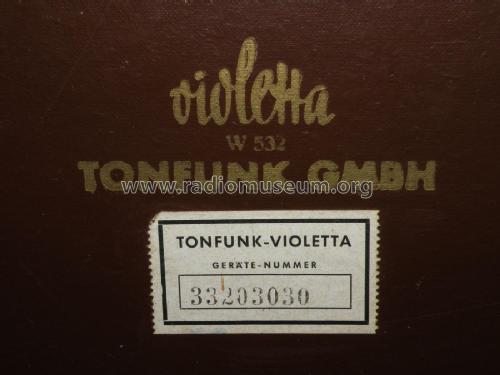 violetta
W 532
TONFUNK GMBH
www.radiomuseum.org
TONFUNK-VIOLETTA
GERÄTE-NUMMER
33203030